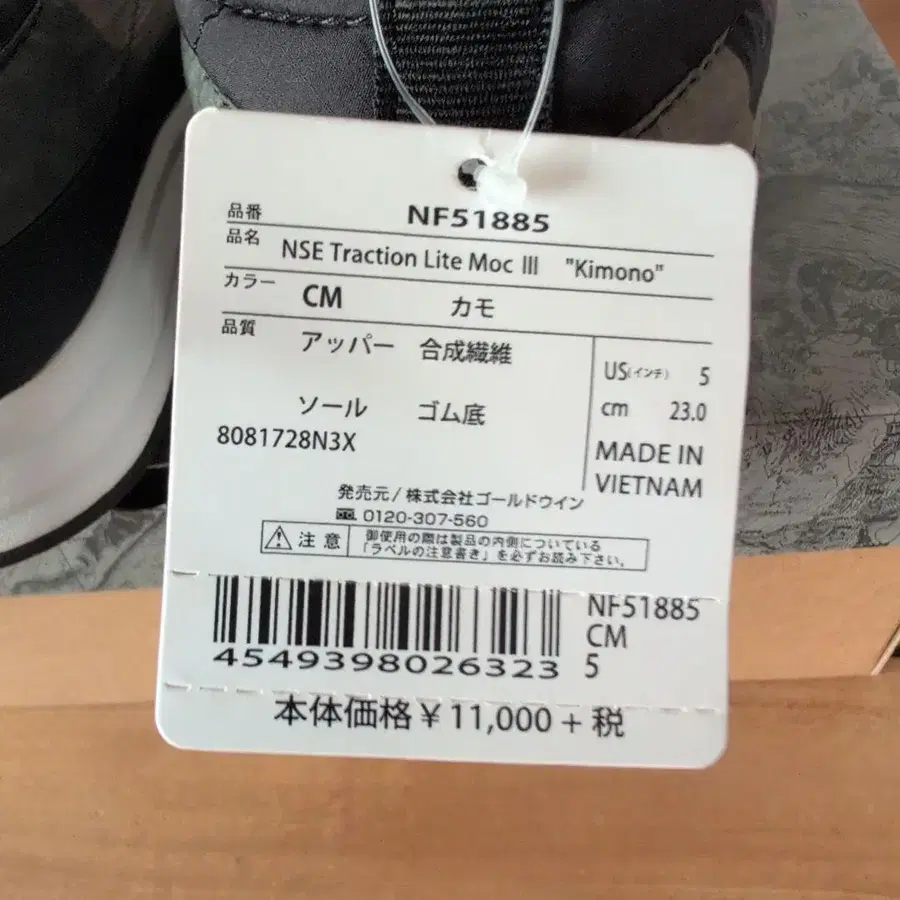 品番 NF51885
品名 NSE Traction Lite Moc Ⅲ "Kimono"
カラー CM カモ
品質 アッパー 合成繊維
ソール ゴム底
8081728N3X
US(インチ) 5
cm 23.0
MADE IN
VIETNAM
発売元/株式会社ゴールドウイン
0120-307-560
注意 御使用の際は製品の内側についている
「ラベルの注意書き」を必ずお読み下さい。
4549398026323
NF51885
CM
5
本体価格¥11,000+税